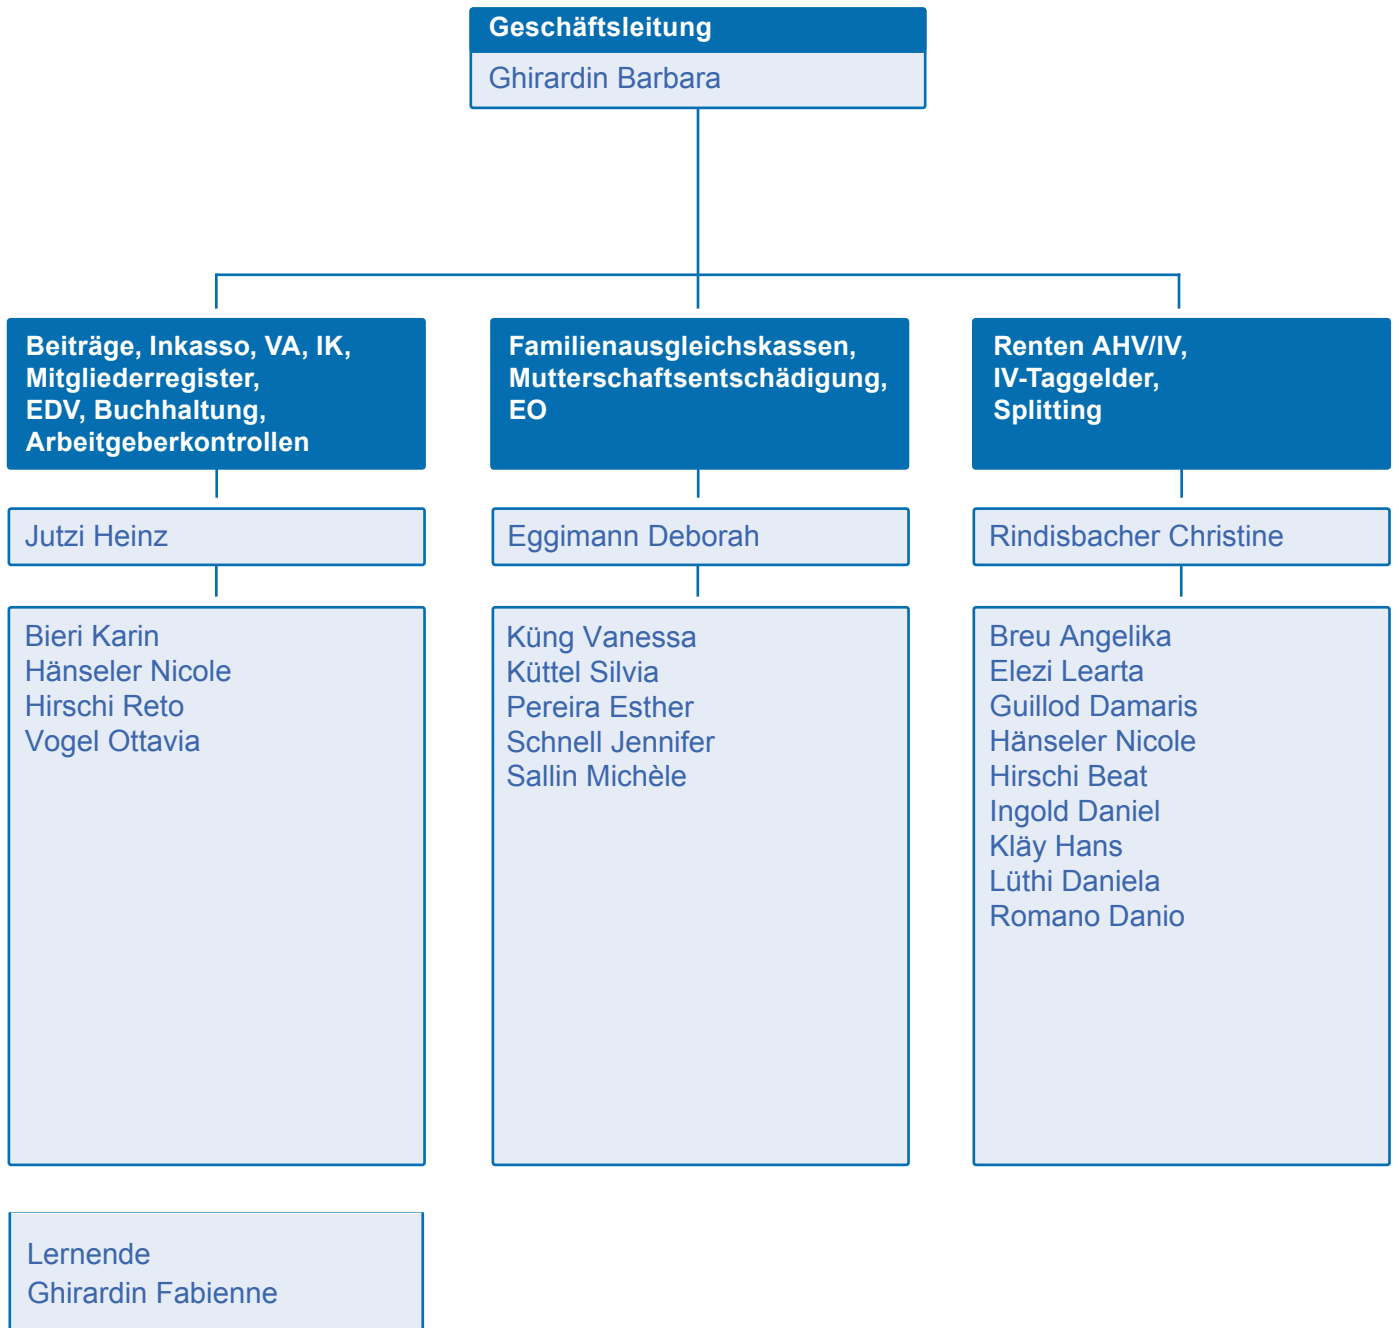 Geschäftsleitung
Ghirardin Barbara
Beiträge, Inkasso, VA, IK,
Mitgliederregister,
EDV, Buchhaltung,
Arbeitgeberkontrollen
Jutzi Heinz
Bieri Karin
Hänseler Nicole
Hirschi Reto
Vogel Ottavia
Familienausgleichskassen,
Mutterschaftsentschädigung,
EO
Eggimann Deborah
Küng Vanessa
Küttel Silvia
Pereira Esther
Schnell Jennifer
Sallin Michèle
Renten AHV/IV,
IV-Taggelder,
Splitting
Rindisbacher Christine
Breu Angelika
Elezi Learta
Guillod Damaris
Hänseler Nicole
Hirschi Beat
Ingold Daniel
Kläy Hans
Lüthi Daniela
Romano Danio
Lernende
Ghirardin Fabienne